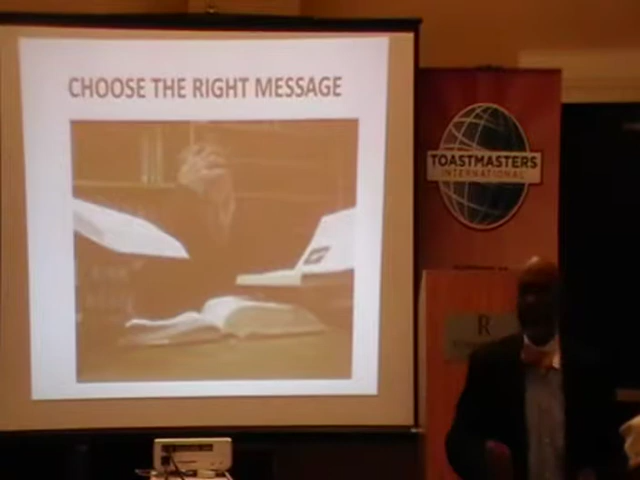 CHOOSE THE RIGHT MESSAGE
TOASTMASTERS
INTERNATIONAL
R